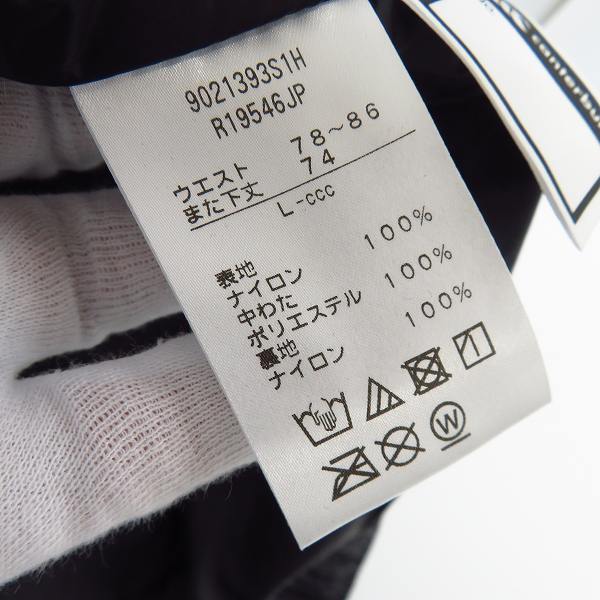 9021393S1H
R19546JP
ウエスト 78~86
また下丈 74
L-ccc
表地
ナイロン 100%
中わた
ポリエステル 100%
裏地
ナイロン 100%
W